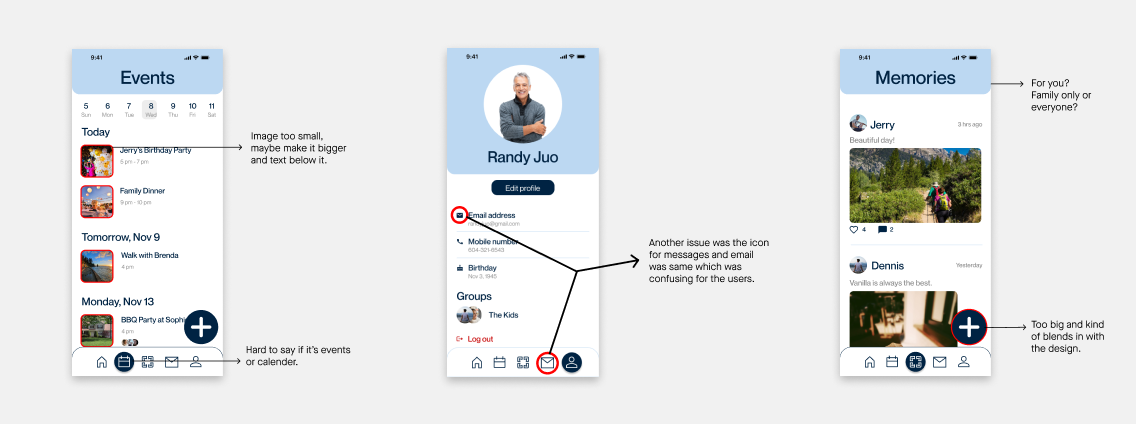 9:41
Events
5 6 7 8 9 10 11
Sun Mon Tue Wed Thu Fri Sat
Today
Jerry's Birthday Party
5 pm - 7 pm
Family Dinner
9 pm - 10 pm
Tomorrow, Nov 9
Walk with Brenda
4 pm
Monday, Nov 13
BBQ Party at Sophi
4 pm
Image too small,
maybe make it bigger
and text below it.
Hard to say if it's events
or calender.
9:41
Randy Juo
Edit profile
Email address
Mobile number
604-321-8543
Birthday
Nov 3, 1945
Groups
The Kids
Log out
Another issue was the icon
for messages and email
was same which was
confusing for the users.
9:41
Memories
Jerry
3 hrs ago
Beautiful day!
4 2
Dennis
Yesterday
Vanilla is always the best.
For you?
Family only or
everyone?
Too big and kind
of blends in with
the design.